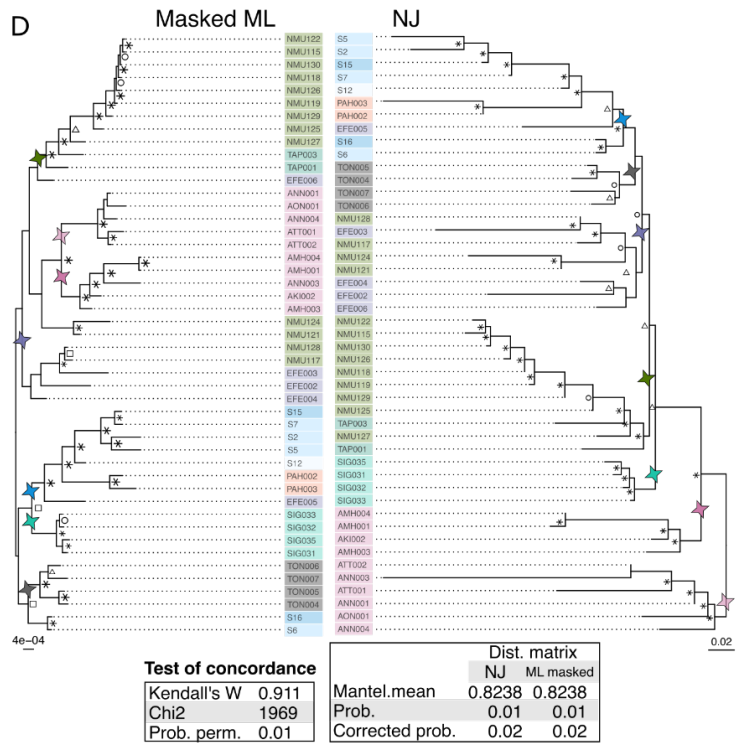 D
Masked ML
NJ
NMU122
NMU115
NMU130
NMU118
NMU126
NMU119
NMU129
NMU125
NMU127
TAP003
TAP001
EFE006
ANN001
AON001
ANN004
ATT001
ATT002
AMH004
AMH001
ANN003
AKI002
AMH003
NMU124
NMU121
NMU128
NMU117
EFE003
EFE002
EFE004
S15
S7
S2
S5
S12
PAH002
PAH003
EFE005
SIG033
SIG032
SIG035
SIG031
TON006
TON007
TON005
TON004
S16
S6
4e-04
S5
S2
S15
S7
S12
PAH003
PAH002
EFE005
S16
S6
TON005
TON004
TON007
TON006
NMU128
EFE003
NMU117
NMU124
NMU121
EFE004
EFE002
EFE006
NMU122
NMU115
NMU130
NMU126
NMU118
NMU119
NMU129
NMU125
TAP003
NMU127
TAP001
SIG035
SIG031
SIG032
SIG033
AMH004
AMH001
AKI002
AMH003
ATT002
ANN003
ATT001
ANN001
AON001
ANN004
0.02
Test of concordance
Kendall's W 0.911
Chi2 1969
Prob. perm. 0.01
Dist. matrix
NJ ML masked
Mantel.mean 0.8238 0.8238
Prob. 0.01 0.01
Corrected prob. 0.02 0.02